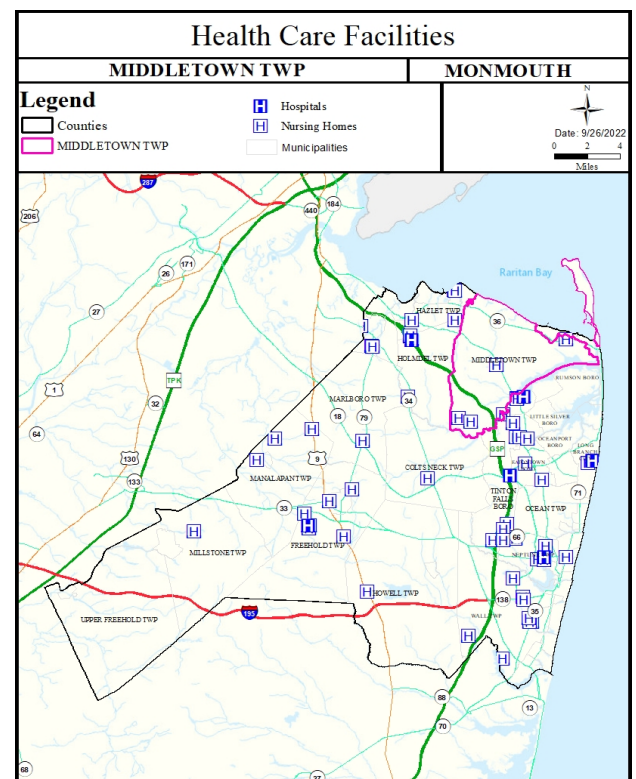 Health Care Facilities
MIDDLETOWN TWP
MONMOUTH
Legend
Counties
MIDDLETOWN TWP
H Hospitals
H Nursing Homes
Municipalities
N
Date: 9/26/2022
0 2 4
Miles
287
206
440
184
171
26
27
Raritan Bay
HAZLET TWP
36
HOLMDEL TWP
MIDDLETOWN TWP
RUMSON BORO
1
TPK
32
MARLBORO TWP
34
18
79
LITTLE SILVER
BORO
OCEANPORT
BORO
LONG
BRANCH
64
130
9
GSP
133
MANALAPAN TWP
COLTS NECK TWP
TINTON
FALLS
BORO
71
33
OCEAN TWP
FREEHOLD TWP
66
MILLSTONE TWP
HOWELL TWP
138
35
195
UPPER FREEHOLD TWP
88
13
70
68